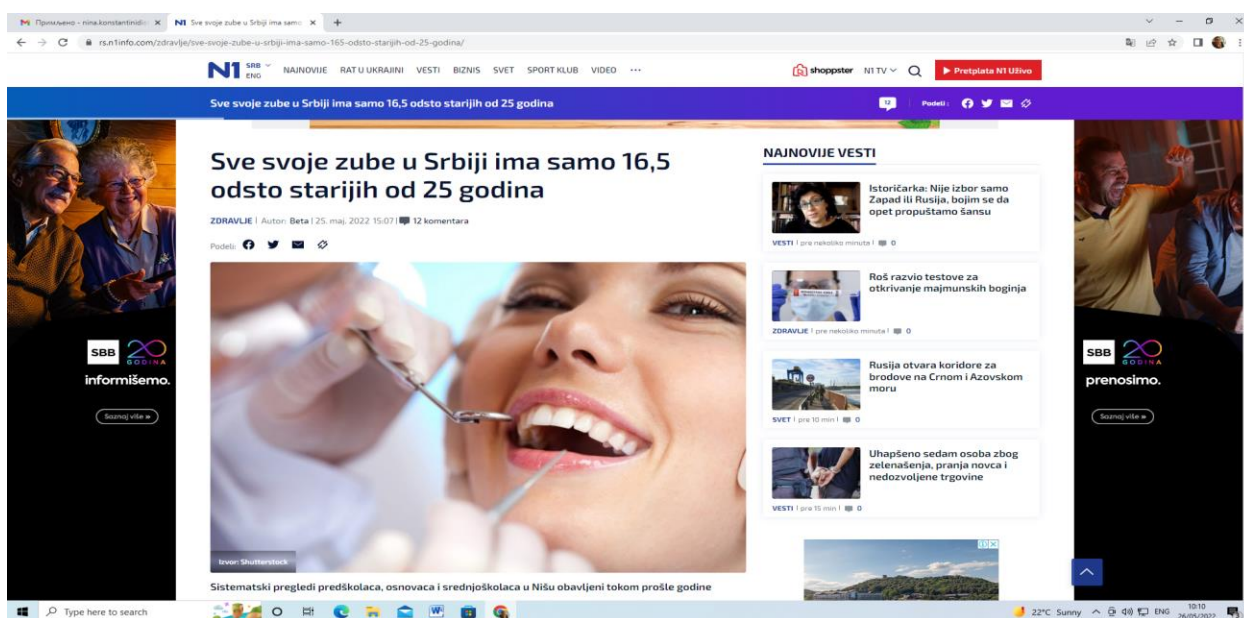 Примљено - nina.konstantinidi
Sve svoje zube u Srbiji ima samo
rs.n1info.com/zdravlje/sve-svoje-zube-u-srbiji-ima-samo-165-odsto-starijih-od-25-godina/
N1 SRB
ENG
NAJNOVIJE RAT U UKRAJINI VESTI BIZNIS SVET SPORT KLUB VIDEO ...
shoppster N1 TV Pretplata N1 Uživo
Sve svoje zube u Srbiji ima samo 16,5 odsto starijih od 25 godina
12 Podeli:
Sve svoje zube u Srbiji ima samo 16,5
odsto starijih od 25 godina
ZDRAVLJE | Autor: Beta | 25. maj. 2022 15:07 | 12 komentara
Podeli:
Izvor: Shutterstock
Sistematski pregledi predškolaca, osnovaca i srednjoškolaca u Nišu obavljeni tokom prošle godine
NAJNOVIJE VESTI
Istoričarka: Nije izbor samo
Zapad ili Rusija, bojim se da
opet propuštamo šansu
VESTI | pre nekoliko minuta | 0
Roš razvio testove za
otkrivanje majmunskih boginja
ZDRAVLJE | pre nekoliko minuta | 0
Rusija otvara koridore za
brodove na Crnom i Azovskom
moru
SVET | pre 10 min | 0
Uhapšeno sedam osoba zbog
zelenašenja, pranja novca i
nedozvoljene trgovine
VESTI | pre 15 min | 0
SBB 20
GODINA
informišemo.
Saznaj više »
SBB 20
GODINA
prenosimo.
Saznaj više »
Type here to search
22°C Sunny ENG 10:10
26/05/2022